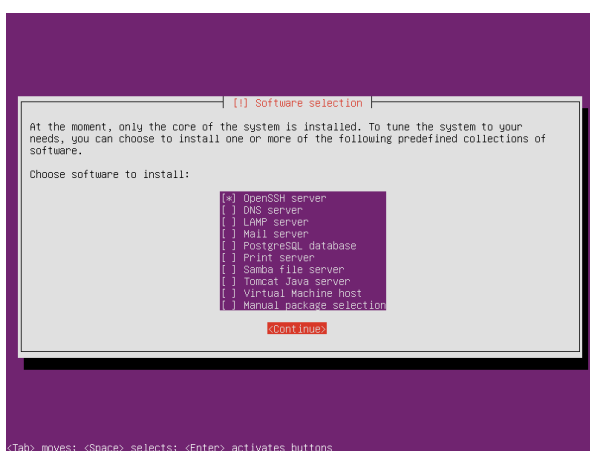 [!] Software selection
At the moment, only the core of the system is installed. To tune the system to your
needs, you can choose to install one or more of the following predefined collections of
software.
Choose software to install:
[*] OpenSSH server
[ ] DNS server
[ ] LAMP server
[ ] Mail server
[ ] PostgreSQL database
[ ] Print server
[ ] Samba file server
[ ] Tomcat Java server
[ ] Virtual Machine host
[ ] Manual package selection
<Continue>
<Tab> moves; <Space> selects; <Enter> activates buttons